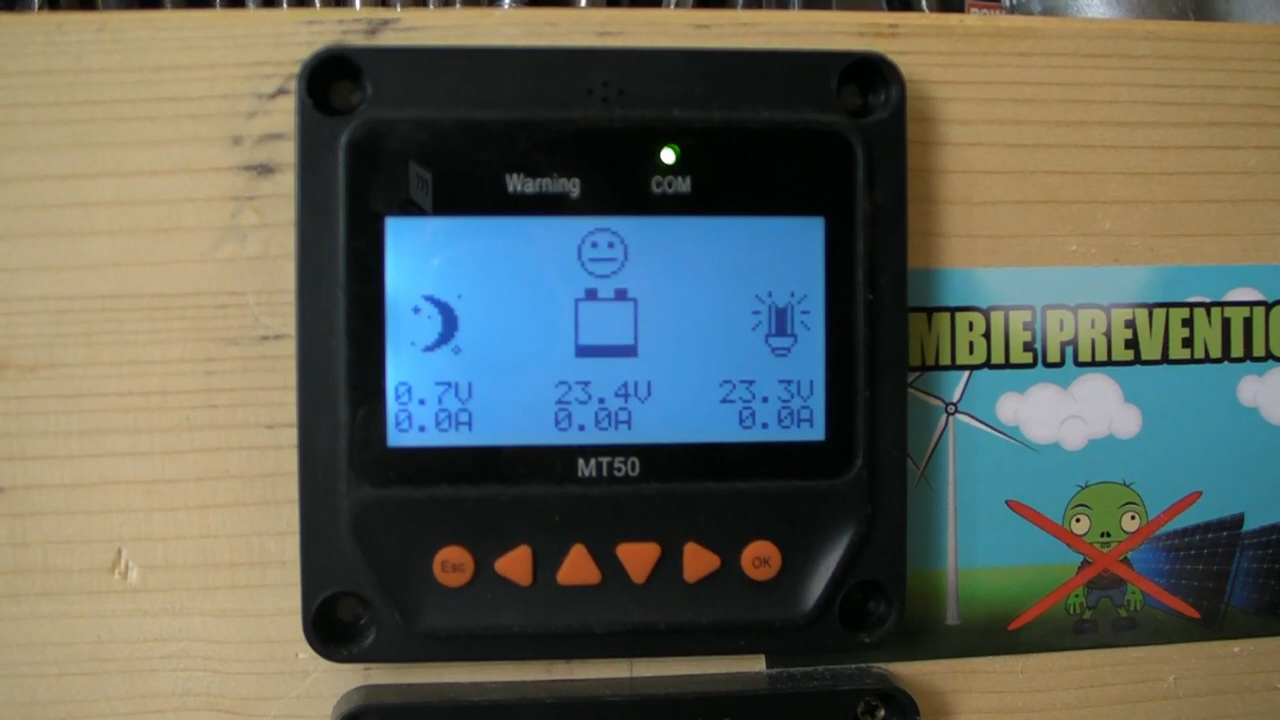 Warning COM
0.7V 23.4V 23.3V
0.0A 0.0A 0.0A
MT50
Esc OK
MBIE PREVENTIO